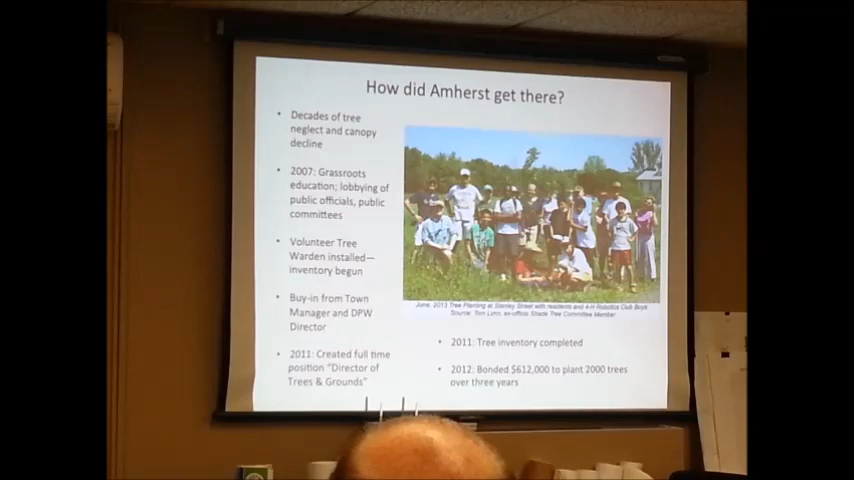 How did Amherst get there?
• Decades of tree
neglect and canopy
decline
• 2007: Grassroots
education; lobbying of
public officials, public
committees
• Volunteer Tree
Warden installed—
inventory begun
• Buy-in from Town
Manager and DPW
Director
• 2011: Created full time
position "Director of
Trees & Grounds"
June, 2013 Tree Planting at Stanley Street with residents and 4-H Robotics Club Boys
Source: Tom Lunn, ex-officio Shade Tree Committee Member
• 2011: Tree inventory completed
• 2012: Bonded $612,000 to plant 2000 trees
over three years